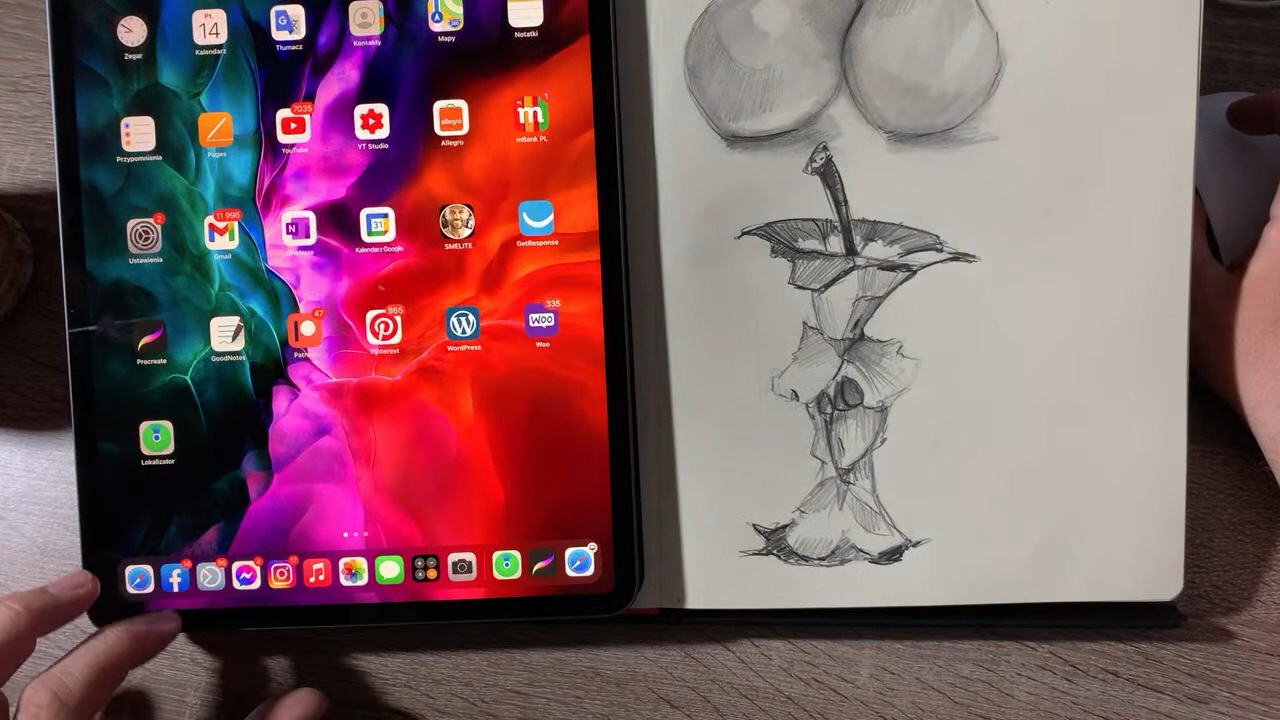 Zegar
Pt.
14
Kalendarz
Tłumacz
Kontakty
Mapy
Notatki
Przypomnienia
Pages
7035
YouTube
YT Studio
allegro
Allegro
1
m
mBank PL
2
Ustawienia
11 996
Gmail
N
OneNote
31
Kalendarz Google
SMELITE
GetResponse
Procreate
GoodNotes
47
Patreon
865
Pinterest
WordPress
335
WOO
Woo
Lokalizator
14